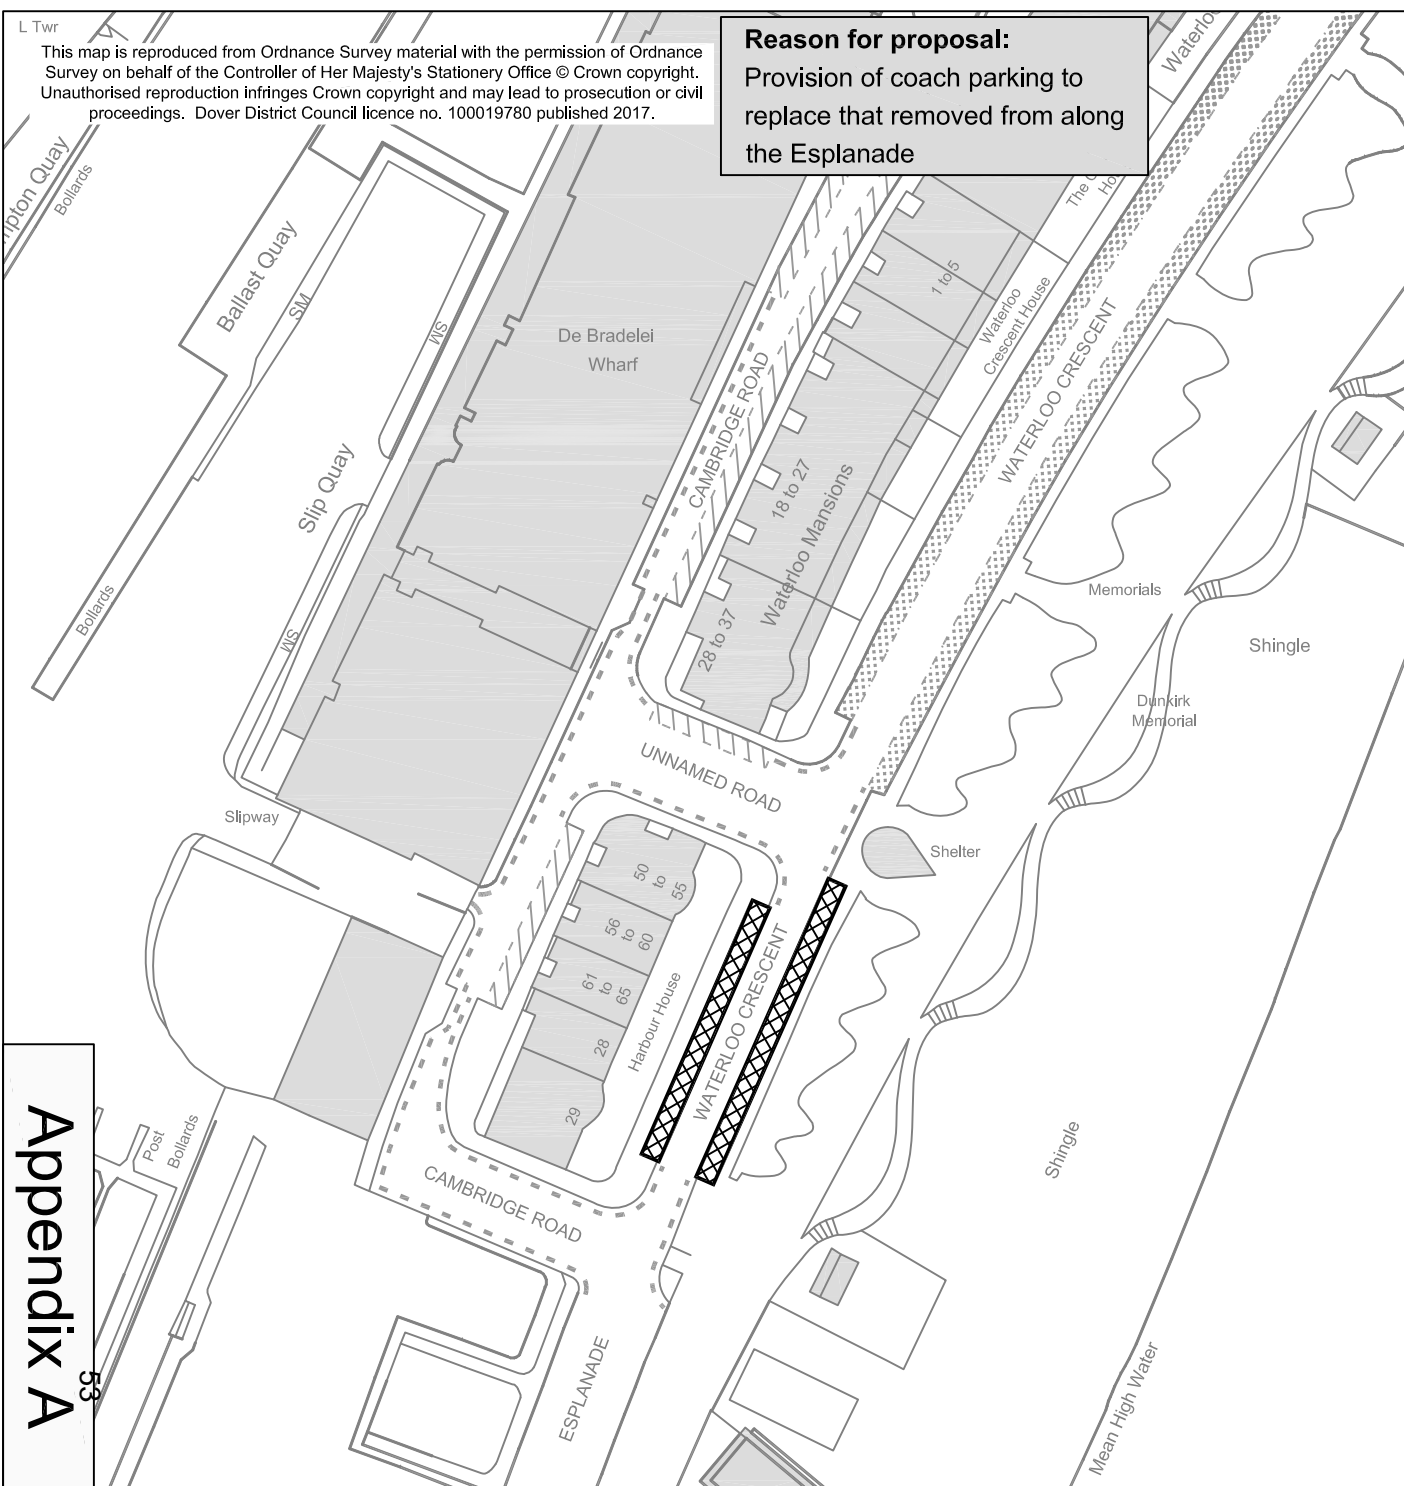 L Twr
This map is reproduced from Ordnance Survey material with the permission of Ordnance
Survey on behalf of the Controller of Her Majesty's Stationery Office © Crown copyright.
Unauthorised reproduction infringes Crown copyright and may lead to prosecution or civil
proceedings. Dover District Council licence no. 100019780 published 2017.
Reason for proposal:
Provision of coach parking to
replace that removed from along
the Esplanade
Quay
Bollards
Ballast Quay
SM
SM
De Bradelei
Wharf
CAMBRIDGE ROAD
The
1 to 5
Waterloo
Crescent House
WATERLOO CRESCENT
Slip Quay
18 to 27
Waterloo Mansions
28 to 37
Bollards
SM
Memorials
Shingle
Dunkirk
Memorial
UNNAMED ROAD
Slipway
Shelter
50
to
55
56
to
60
61
to
65
28
29
Harbour House
WATERLOO CRESCENT
Post
Bollards
CAMBRIDGE ROAD
Shingle
ESPLANADE
Mean High Water
Appendix A
53